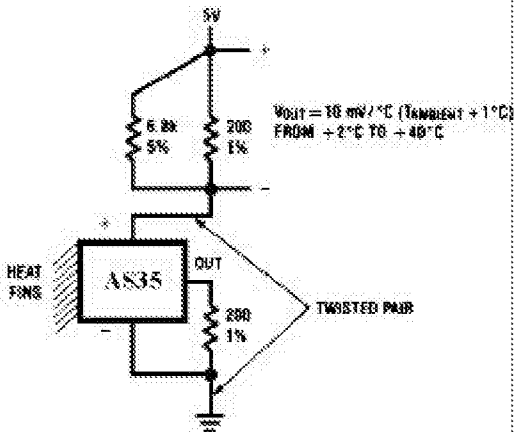 5V
+
6.8k
5%
200
1%
VOUT = 10 mV/°C (TAMBIENT + 1°C)
FROM + 2°C TO + 40°C
−
+
OUT
HEAT
FINS
AS35
200
1%
TWISTED PAIR
−